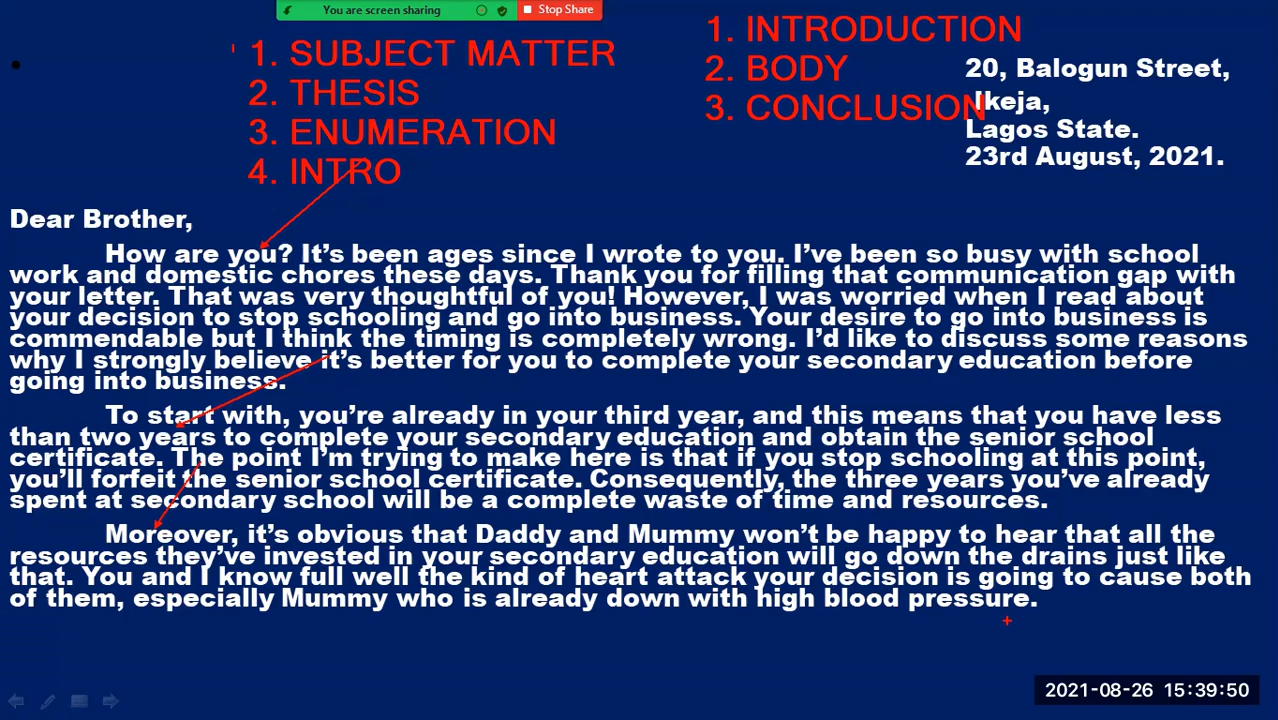 You are screen sharing
Stop Share
1. SUBJECT MATTER
2. THESIS
3. ENUMERATION
4. INTRO
1. INTRODUCTION
2. BODY
3. CONCLUSION
20, Balogun Street,
Ikeja,
Lagos State.
23rd August, 2021.
Dear Brother,
How are you? It's been ages since I wrote to you. I've been so busy with school
work and domestic chores these days. Thank you for filling that communication gap with
your letter. That was very thoughtful of you! However, I was worried when I read about
your decision to stop schooling and go into business. Your desire to go into business is
commendable but I think the timing is completely wrong. I'd like to discuss some reasons
why I strongly believe it's better for you to complete your secondary education before
going into business.
To start with, you're already in your third year, and this means that you have less
than two years to complete your secondary education and obtain the senior school
certificate. The point I'm trying to make here is that if you stop schooling at this point,
you'll forfeit the senior school certificate. Consequently, the three years you've already
spent at secondary school will be a complete waste of time and resources.
Moreover, it's obvious that Daddy and Mummy won't be happy to hear that all the
resources they've invested in your secondary education will go down the drains just like
that. You and I know full well the kind of heart attack your decision is going to cause both
of them, especially Mummy who is already down with high blood pressure.
2021-08-26 15:39:50